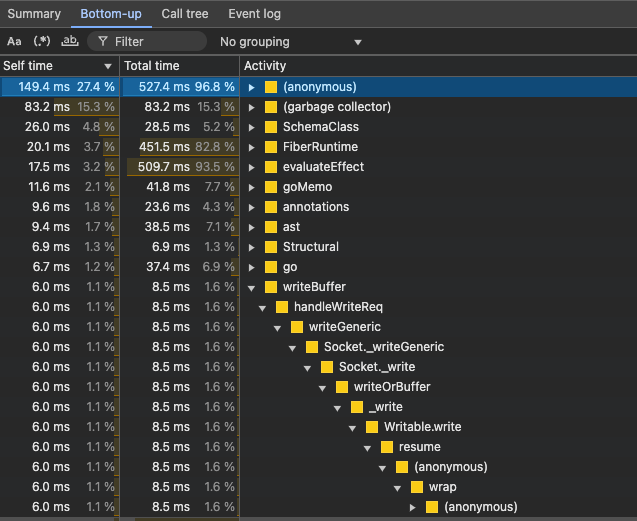 Summary Bottom-up Call tree Event log
Aa (.*) ab, Filter No grouping
Self time Total time Activity
149.4 ms 27.4 % 527.4 ms 96.8 % (anonymous)
83.2 ms 15.3 % 83.2 ms 15.3 % (garbage collector)
26.0 ms 4.8 % 28.5 ms 5.2 % SchemaClass
20.1 ms 3.7 % 451.5 ms 82.8 % FiberRuntime
17.5 ms 3.2 % 509.7 ms 93.5 % evaluateEffect
11.6 ms 2.1 % 41.8 ms 7.7 % goMemo
9.6 ms 1.8 % 23.6 ms 4.3 % annotations
9.4 ms 1.7 % 38.5 ms 7.1 % ast
6.9 ms 1.3 % 6.9 ms 1.3 % Structural
6.7 ms 1.2 % 37.4 ms 6.9 % go
6.0 ms 1.1 % 8.5 ms 1.6 % writeBuffer
6.0 ms 1.1 % 8.5 ms 1.6 % handleWriteReq
6.0 ms 1.1 % 8.5 ms 1.6 % writeGeneric
6.0 ms 1.1 % 8.5 ms 1.6 % Socket._writeGeneric
6.0 ms 1.1 % 8.5 ms 1.6 % Socket._write
6.0 ms 1.1 % 8.5 ms 1.6 % writeOrBuffer
6.0 ms 1.1 % 8.5 ms 1.6 % _write
6.0 ms 1.1 % 8.5 ms 1.6 % Writable.write
6.0 ms 1.1 % 8.5 ms 1.6 % resume
6.0 ms 1.1 % 8.5 ms 1.6 % (anonymous)
6.0 ms 1.1 % 8.5 ms 1.6 % wrap
6.0 ms 1.1 % 8.5 ms 1.6 % (anonymous)